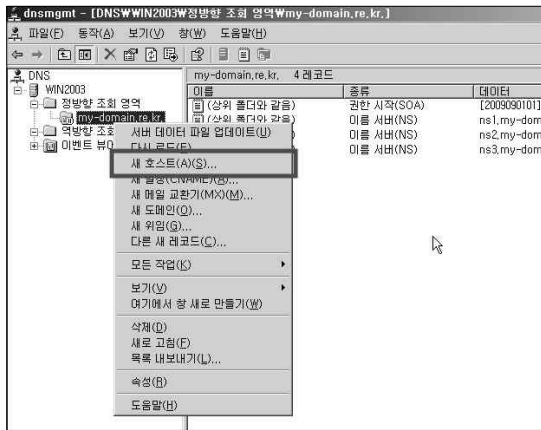 dnsmgmt - [DNS\WIN2003\정방향 조회 영역\my-domain.re.kr.]
파일(F) 동작(A) 보기(V) 창(W) 도움말(H)
DNS
WIN2003
정방향 조회 영역
my-domain.re.kr.
역방향 조회
이벤트 뷰어
my-domain.re.kr. 4 레코드
이름 종류 데이터
(상위 폴더와 같음) 권한 시작(SOA) [2009090101]
(상위 폴더와 같음) 이름 서버(NS) ns1.my-dom
이름 서버(NS) ns2.my-dom
이름 서버(NS) ns3.my-dom
서버 데이터 파일 업데이트(U)
다시 로드(E)
새 호스트(A)(S)...
새 별칭(CNAME)(A)...
새 메일 교환기(MX)(M)...
새 도메인(O)...
새 위임(G)...
다른 새 레코드(C)...
모든 작업(K)
보기(V)
여기에서 창 새로 만들기(W)
삭제(D)
새로 고침(F)
목록 내보내기(L)...
속성(R)
도움말(H)